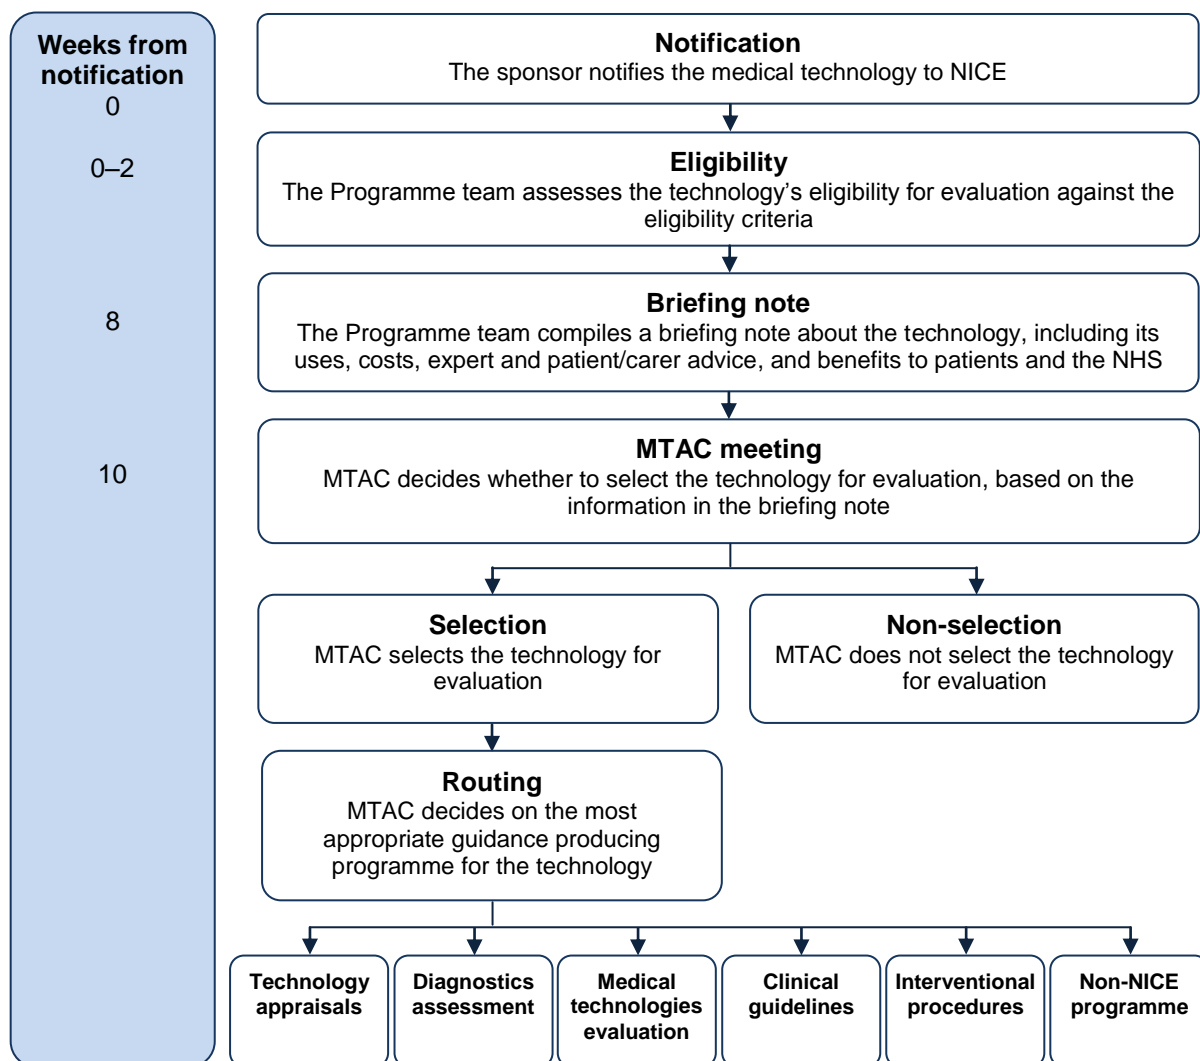 Weeks from
notification
0
0–2
8
10
Notification
The sponsor notifies the medical technology to NICE
Eligibility
The Programme team assesses the technology’s eligibility for evaluation against the
eligibility criteria
Briefing note
The Programme team compiles a briefing note about the technology, including its
uses, costs, expert and patient/carer advice, and benefits to patients and the NHS
MTAC meeting
MTAC decides whether to select the technology for evaluation, based on the
information in the briefing note
Selection
MTAC selects the technology for
evaluation
Non-selection
MTAC does not select the technology
for evaluation
Routing
MTAC decides on the most
appropriate guidance producing
programme for the technology
Technology
appraisals
Diagnostics
assessment
Medical
technologies
evaluation
Clinical
guidelines
Interventional
procedures
Non-NICE
programme